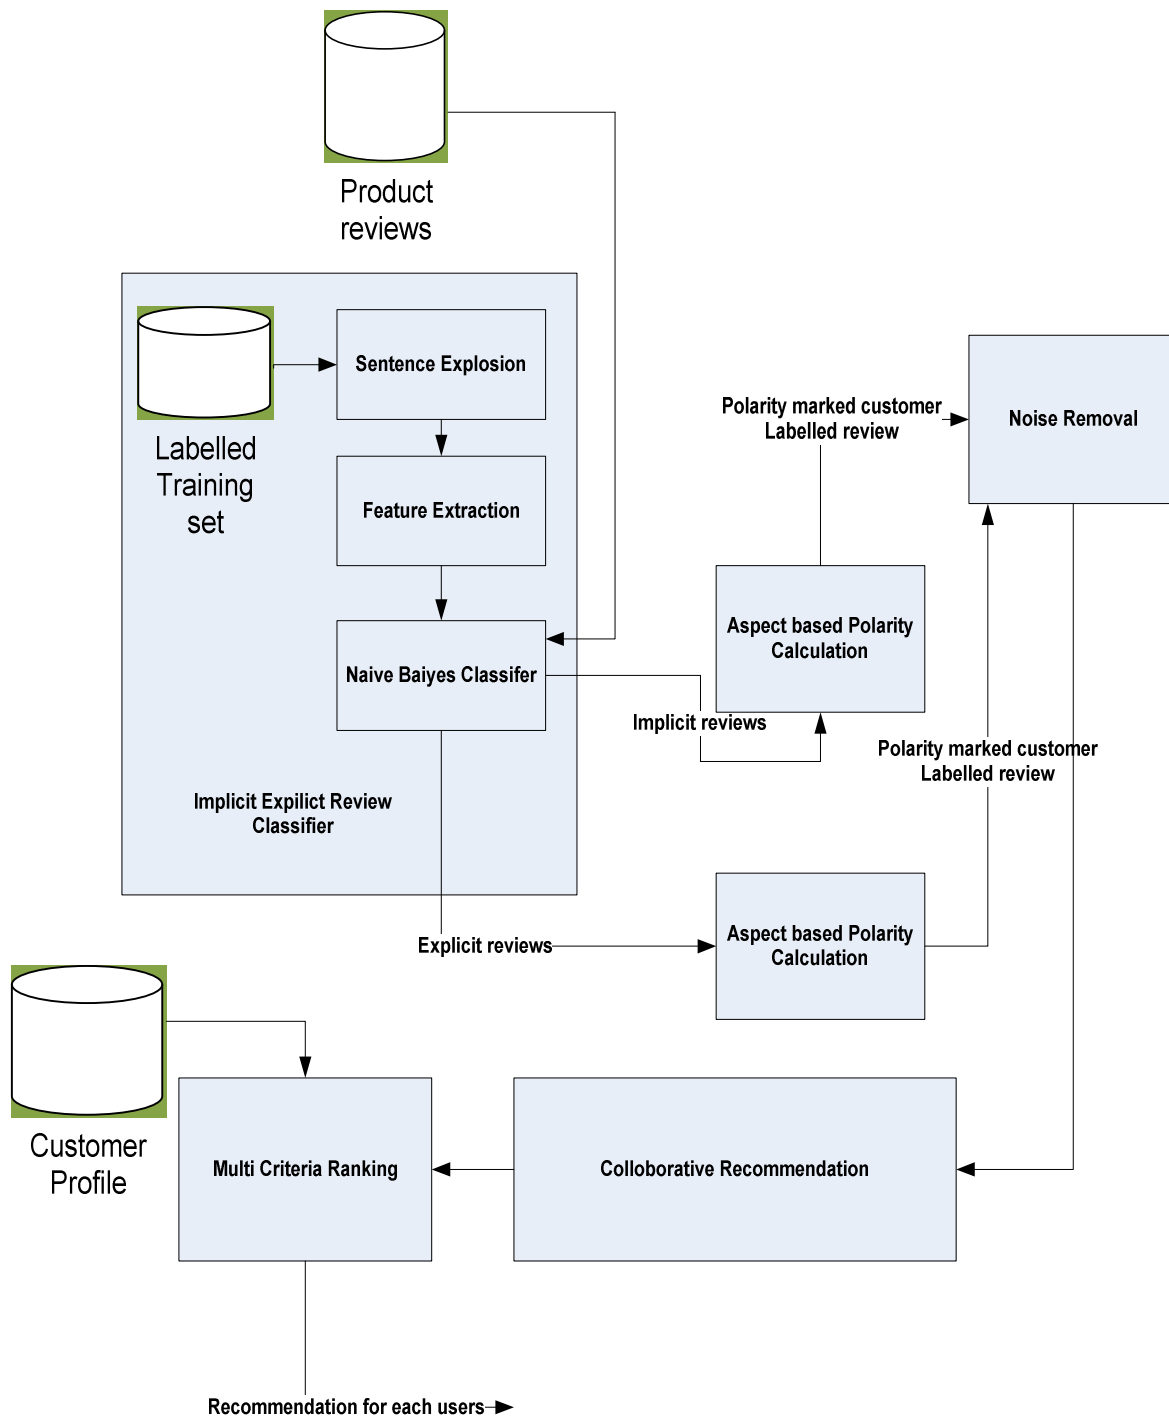 Product
reviews
Sentence Explosion
Labelled
Training
set
Feature Extraction
Naive Baiyes Classifer
Implicit Expilict Review
Classifier
Polarity marked customer
Labelled review
Noise Removal
Aspect based Polarity
Calculation
Implicit reviews
Polarity marked customer
Labelled review
Explicit reviews
Aspect based Polarity
Calculation
Customer
Profile
Multi Criteria Ranking
Colloborative Recommendation
Recommendation for each users